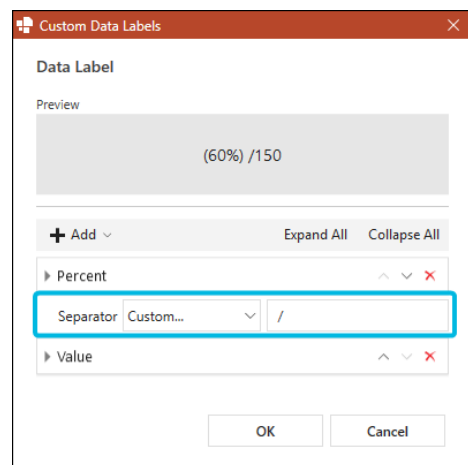 Custom Data Labels
Data Label
Preview
(60%) /150
Add Expand All Collapse All
Percent
Separator Custom... /
Value
OK Cancel